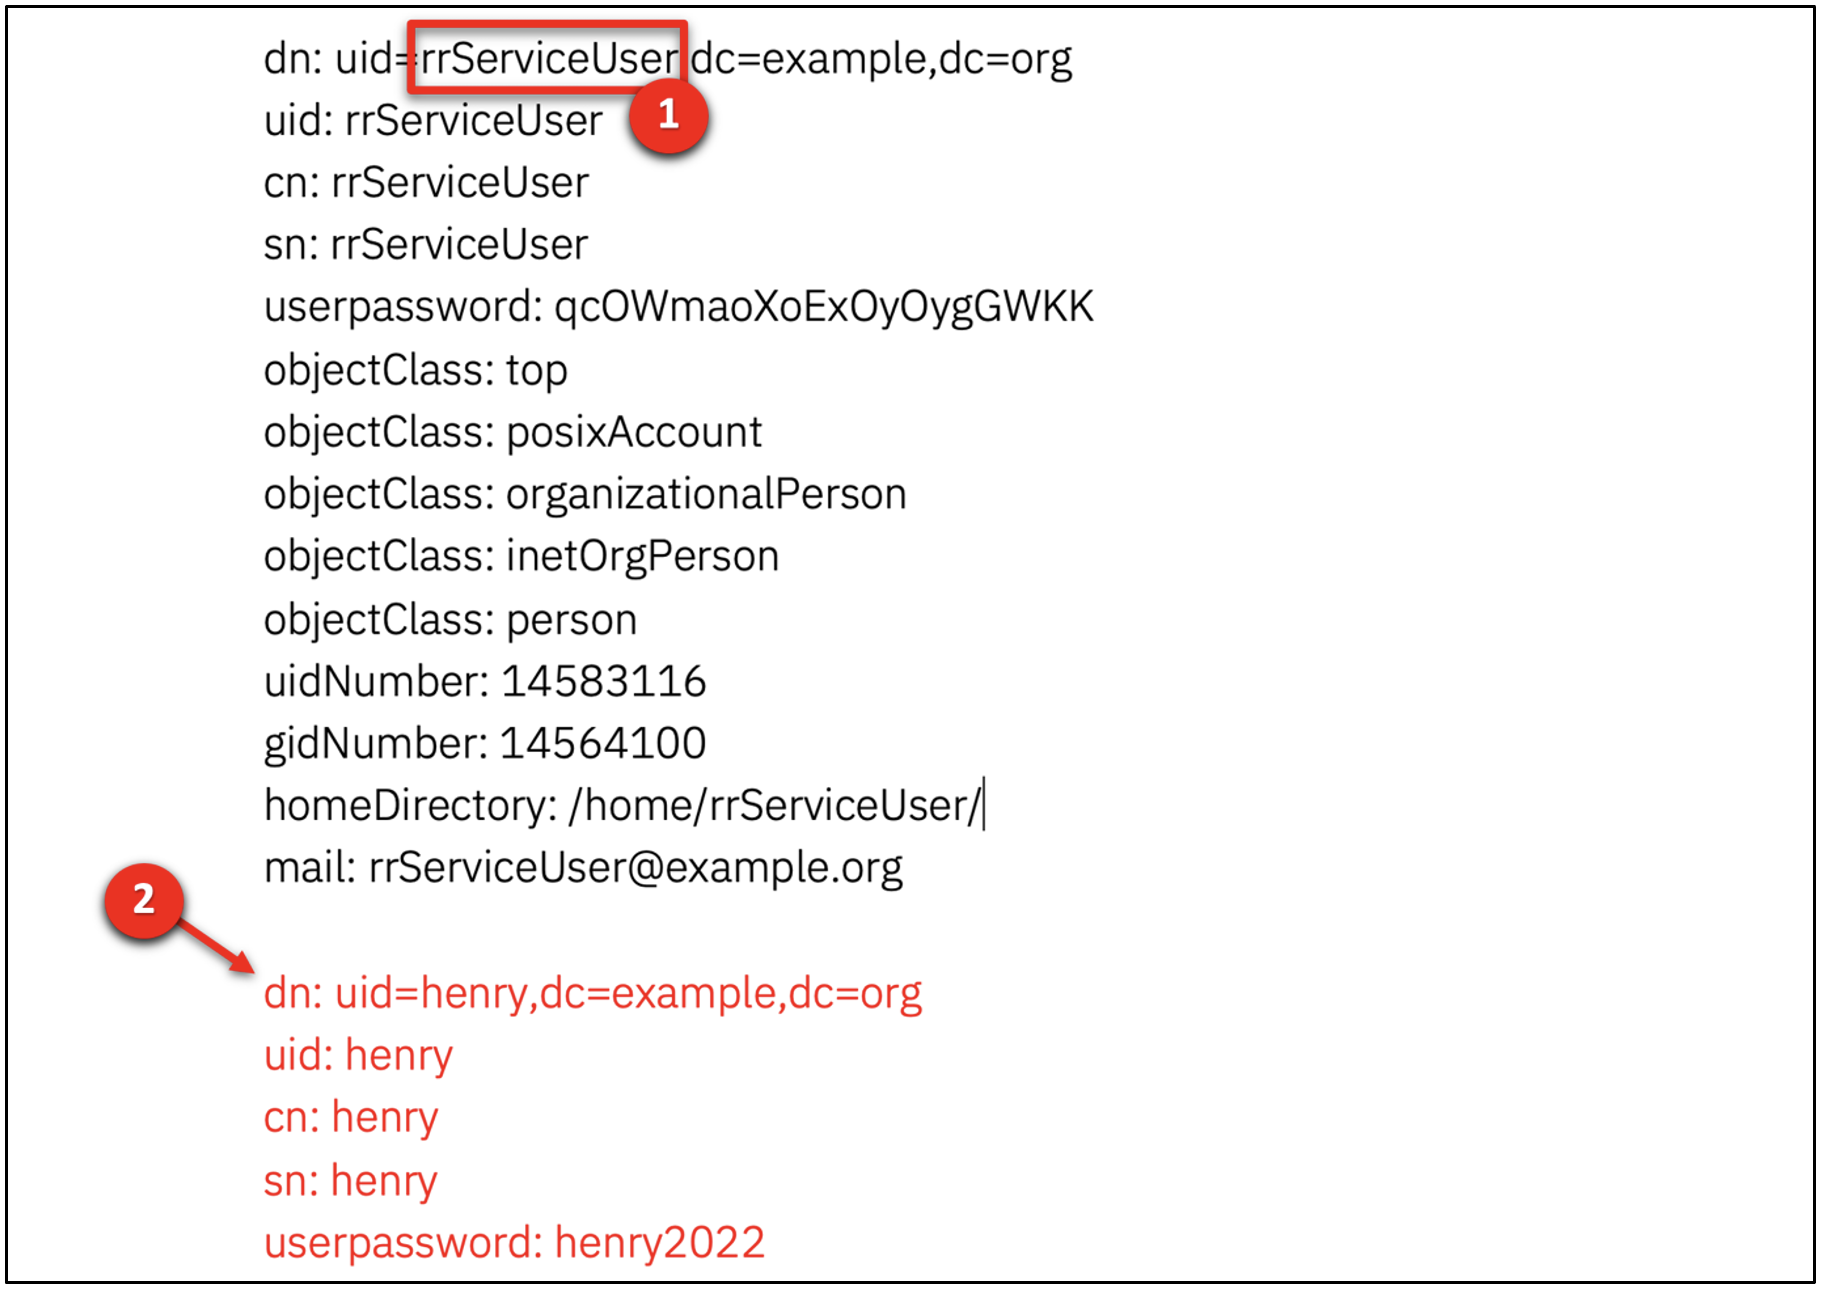 dn: uid=rrServiceUser,dc=example,dc=org
1
uid: rrServiceUser
cn: rrServiceUser
sn: rrServiceUser
userpassword: qcOWmaoXoExOyOygGWKK
objectClass: top
objectClass: posixAccount
objectClass: organizationalPerson
objectClass: inetOrgPerson
objectClass: person
uidNumber: 14583116
gidNumber: 14564100
homeDirectory: /home/rrServiceUser/
mail: rrServiceUser@example.org
2
dn: uid=henry,dc=example,dc=org
uid: henry
cn: henry
sn: henry
userpassword: henry2022